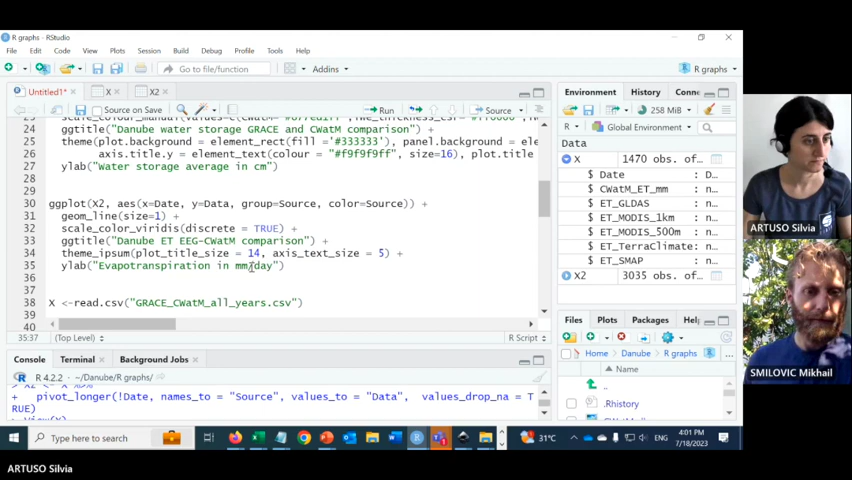 R graphs - RStudio
File Edit Code View Plots Session Build Debug Profile Tools Help
Go to file/function Addins R graphs
Untitled1* X X2
Source on Save Run Source
24 ggtitle("Danube water storage GRACE and CWatM comparison") +
25 theme(plot.background = element_rect(fill ='#333333'), panel.background = ele
26 axis.title.y = element_text(colour = "#f9f9f9ff", size=16), plot.title
27 ylab("Water storage average in cm")
28
29
30 ggplot(X2, aes(x=Date, y=Data, group=Source, color=Source)) +
31 geom_line(size=1) +
32 scale_color_viridis(discrete = TRUE) +
33 ggtitle("Danube ET EEG-CWatM comparison") +
34 theme_ipsum(plot_title_size = 14, axis_text_size = 5) +
35 ylab("Evapotranspiration in mm/day")
36
37
38 X <-read.csv("GRACE_CWatM_all_years.csv")
39
40
35:37 (Top Level) R Script
Console Terminal Background Jobs
R 4.2.2 · ~/Danube/R graphs/
> X2 <- X %>%
+ pivot_longer(!Date, names_to = "Source", values_to = "Data", values_drop_na = T
RUE)
> View(X)
Environment History Connec
258 MiB
R Global Environment
Data
X 1470 obs. of…
$ Date : D…
$ CWatM_ET_mm : n…
$ ET_GLDAS : n…
$ ET_MODIS_1km : n…
$ ET_MODIS_500m : n…
$ ET_TerraClimate: n…
$ ET_SMAP : n…
X2 3035 obs. of…
Files Plots Packages Hel
Home Danube R graphs
Name
..
.Rhistory
Type here to search
31°C ENG 4:01 PM 7/18/2023
ARTUSO Silvia
SMILOVIC Mikhail
ARTUSO Silvia